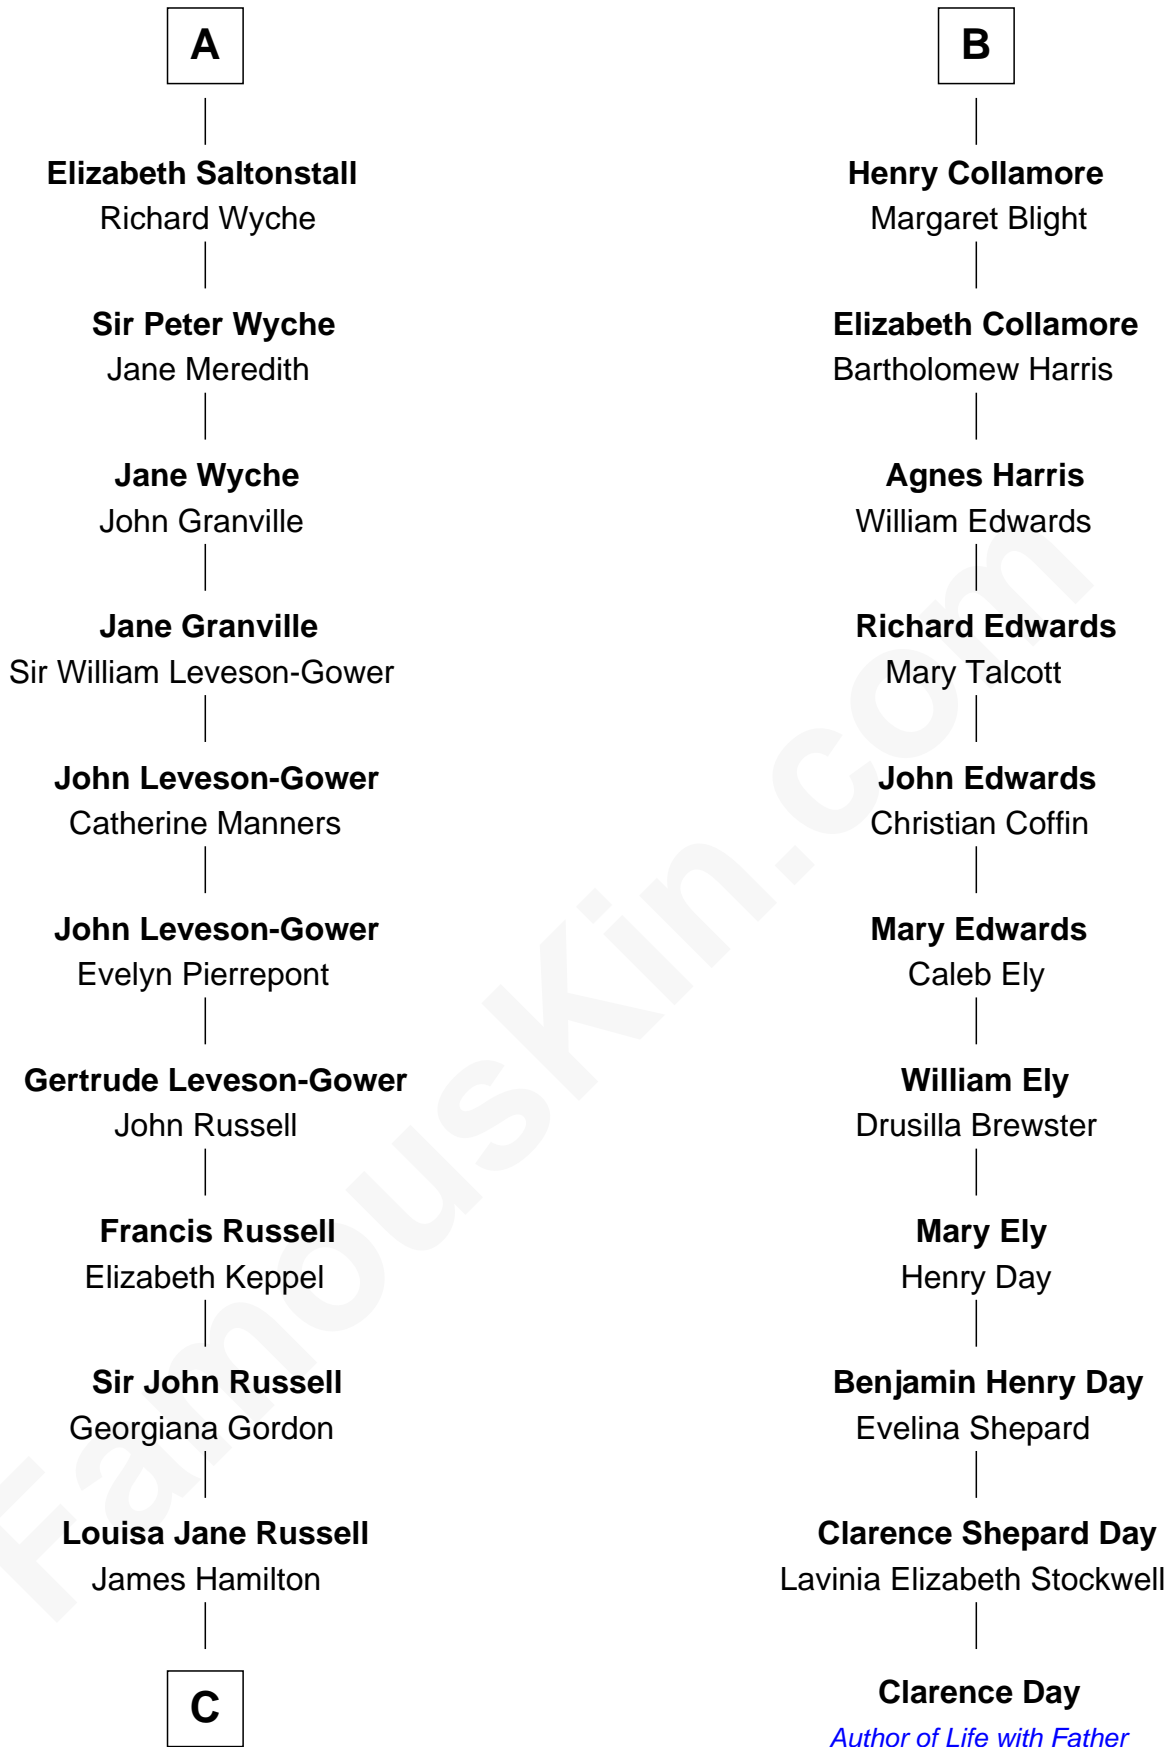 A
Elizabeth Saltonstall
Richard Wyche
Sir Peter Wyche
Jane Meredith
Jane Wyche
John Granville
Jane Granville
Sir William Leveson-Gower
John Leveson-Gower
Catherine Manners
John Leveson-Gower
Evelyn Pierrepont
Gertrude Leveson-Gower
John Russell
Francis Russell
Elizabeth Keppel
Sir John Russell
Georgiana Gordon
Louisa Jane Russell
James Hamilton
C
B
Henry Collamore
Margaret Blight
Elizabeth Collamore
Bartholomew Harris
Agnes Harris
William Edwards
Richard Edwards
Mary Talcott
John Edwards
Christian Coffin
Mary Edwards
Caleb Ely
William Ely
Drusilla Brewster
Mary Ely
Henry Day
Benjamin Henry Day
Evelina Shepard
Clarence Shepard Day
Lavinia Elizabeth Stockwell
Clarence Day
Author of Life with Father
FamousKin.com